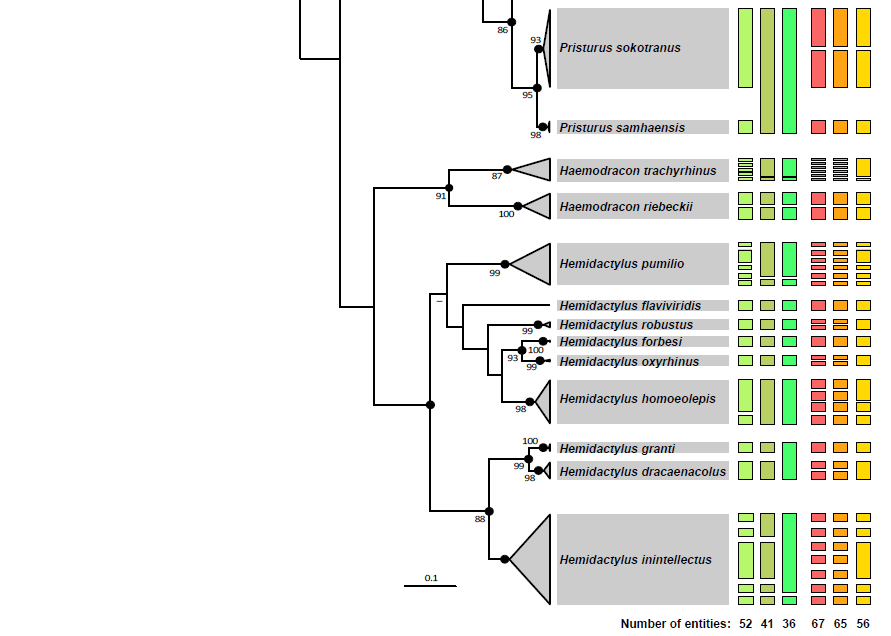 86
93
Pristurus sokotranus
95
98
Pristurus samhaensis
87
Haemodracon trachyrhinus
91
100
Haemodracon riebeckii
99
Hemidactylus pumilio
–
Hemidactylus flaviviridis
99
Hemidactylus robustus
Hemidactylus forbesi
93
100
99
Hemidactylus oxyrhinus
98
Hemidactylus homoeolepis
100
Hemidactylus granti
99
98
Hemidactylus dracaenacolus
88
Hemidactylus inintellectus
0.1
Number of entities: 52 41 36 67 65 56